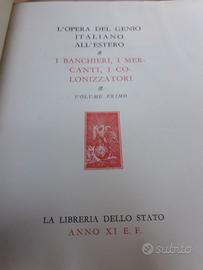 L'OPERA DEL GENIO
ITALIANO
ALL'ESTERO
I BANCHIERI, I MER-
CANTI, I CO-
LONIZZATORI
VOLUME PRIMO
LA LIBRERIA DELLO STATO
ANNO XI E. F.
subito